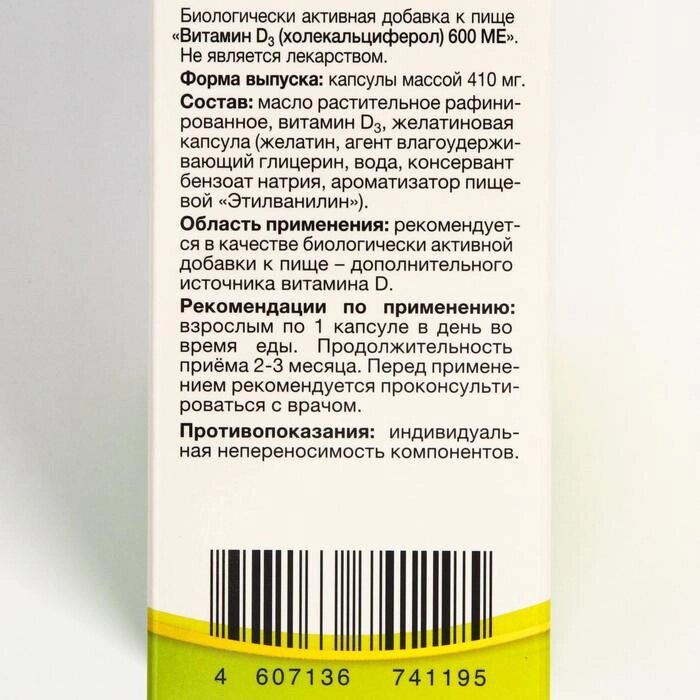 Биологически активная добавка к пище
«Витамин D₃ (холекальциферол) 600 МЕ».
Не является лекарством.
Форма выпуска: капсулы массой 410 мг.
Состав: масло растительное рафини-
рованное, витамин D₃, желатиновая
капсула (желатин, агент влагоудержи-
вающий глицерин, вода, консервант
бензоат натрия, ароматизатор пище-
вой «Этилванилин»).
Область применения: рекомендует-
ся в качестве биологически активной
добавки к пище – дополнительного
источника витамина D.
Рекомендации по применению:
взрослым по 1 капсуле в день во
время еды. Продолжительность
приёма 2-3 месяца. Перед примене-
нием рекомендуется проконсульти-
роваться с врачом.
Противопоказания: индивидуаль-
ная непереносимость компонентов.
4 607136 741195